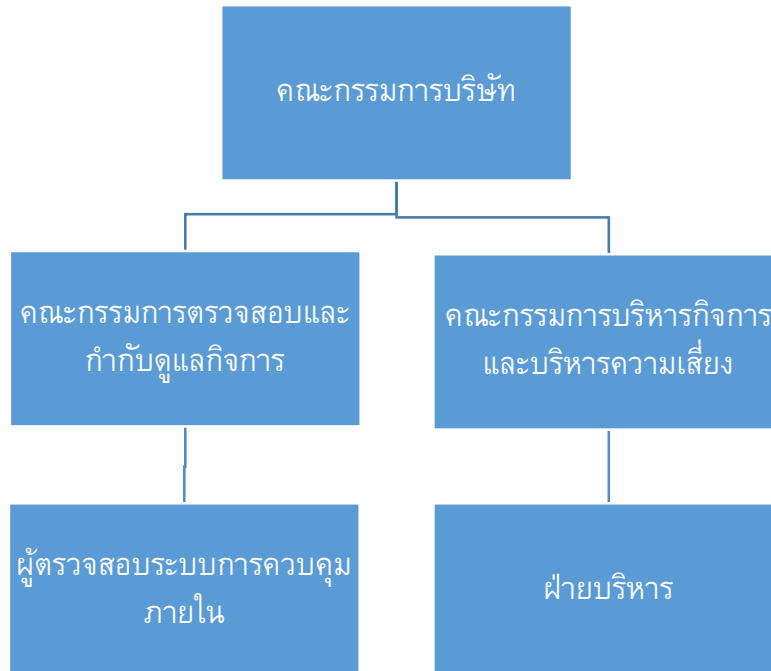 คณะกรรมการบริษัท
คณะกรรมการตรวจสอบและ
กำกับดูแลกิจการ
คณะกรรมการบริหารกิจการ
และบริหารความเสี่ยง
ผู้ตรวจสอบระบบการควบคุม
ภายใน
ฝ่ายบริหาร